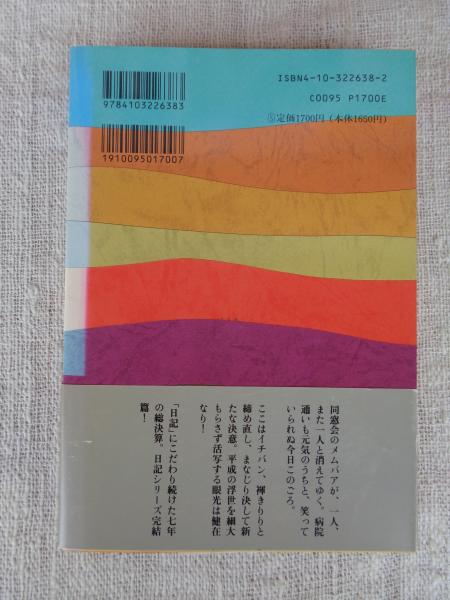 ISBN4-10-322638-2
C0095 P1700E
Ⓢ定価1700円(本体1650円)
9784103226383
1910095017007
同窓会のメムバアが、一人、
また一人と消えてゆく。病院
通いも元気のうちと、笑って
いられぬ今日このごろ。
ここはイチバン、褌きりりと
締め直し、まなじり決して新
たな決意。平成の浮世を細大
もらさず活写する眼光は健在
なり!
「日記」にこだわり続けた七年
の総決算。日記シリーズ完結
篇!